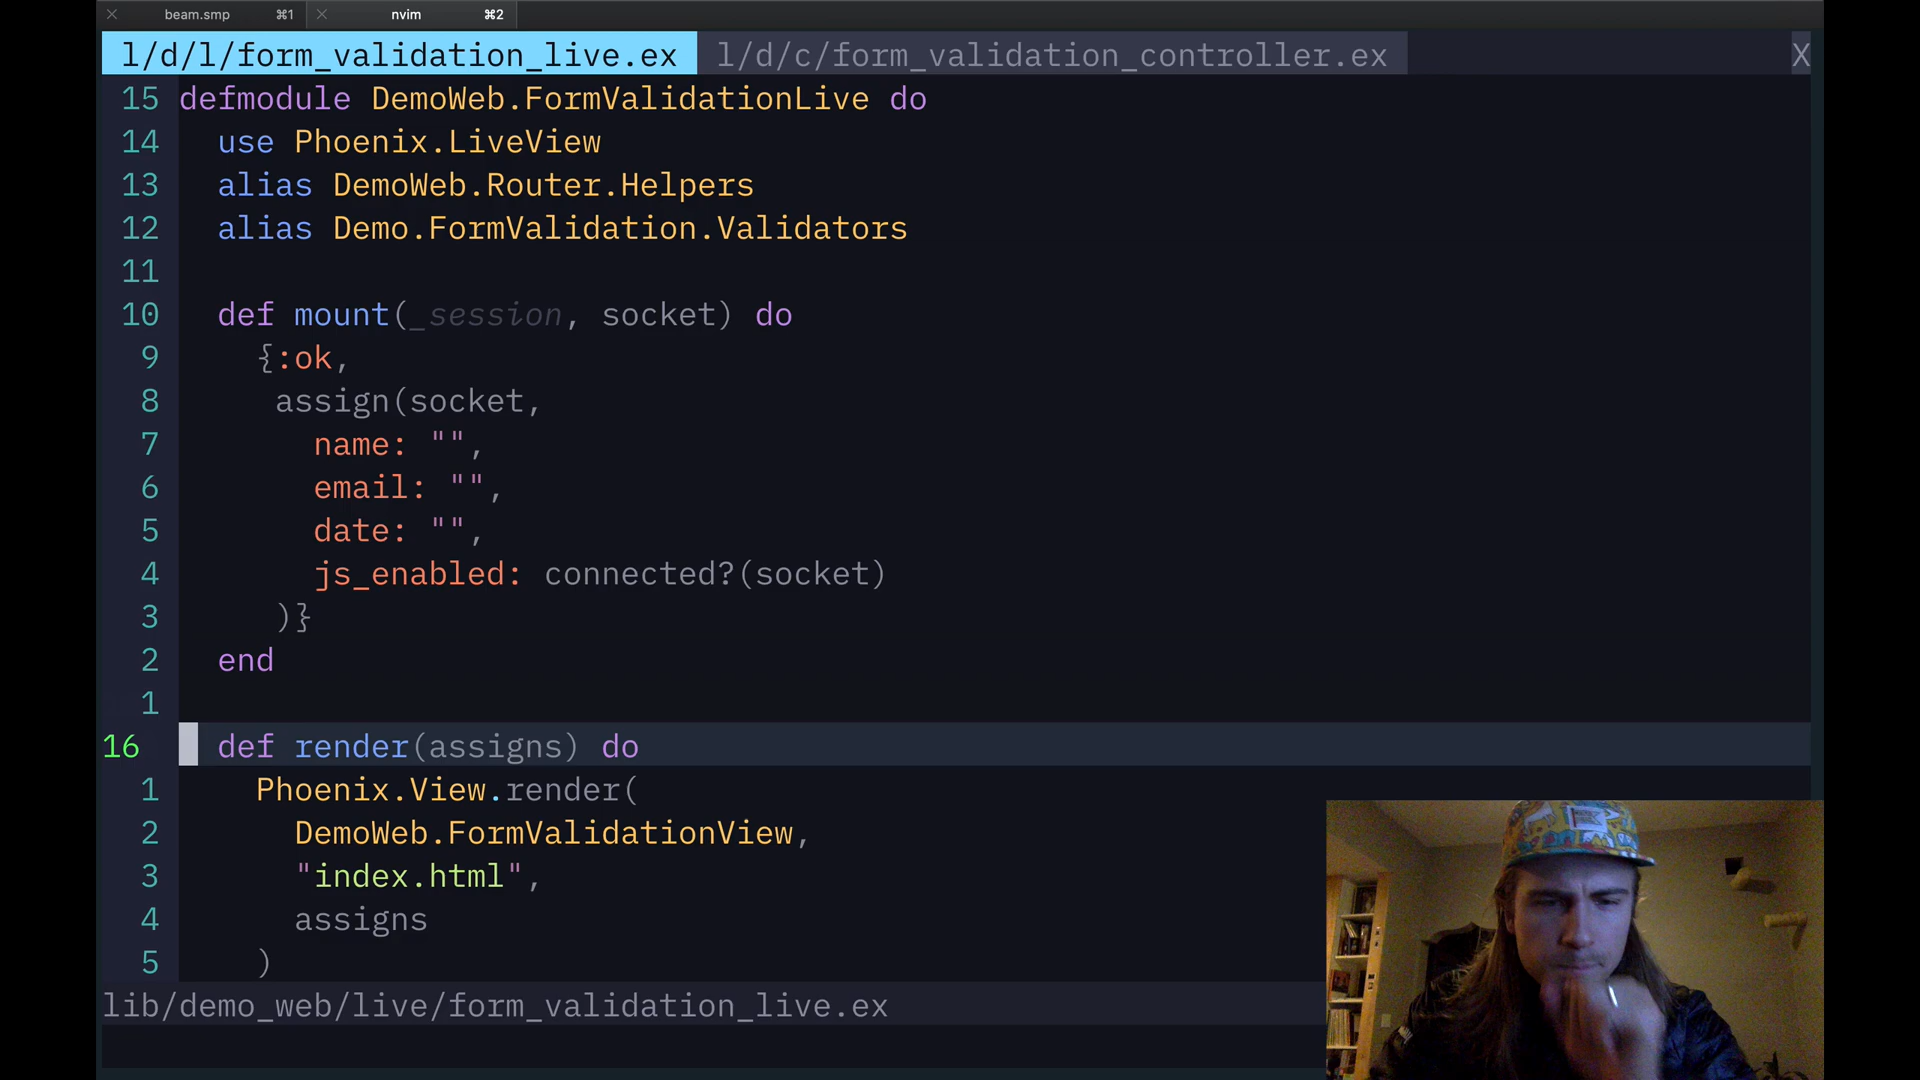 beam.smp ⌘1 nvim ⌘2
l/d/l/form_validation_live.ex l/d/c/form_validation_controller.ex X
15 defmodule DemoWeb.FormValidationLive do
14   use Phoenix.LiveView
13   alias DemoWeb.Router.Helpers
12   alias Demo.FormValidation.Validators
11
10   def mount(_session, socket) do
9     {:ok,
8      assign(socket,
7        name: "",
6        email: "",
5        date: "",
4        js_enabled: connected?(socket)
3      )}
2   end
1
16   def render(assigns) do
1     Phoenix.View.render(
2       DemoWeb.FormValidationView,
3       "index.html",
4       assigns
5     )
lib/demo_web/live/form_validation_live.ex